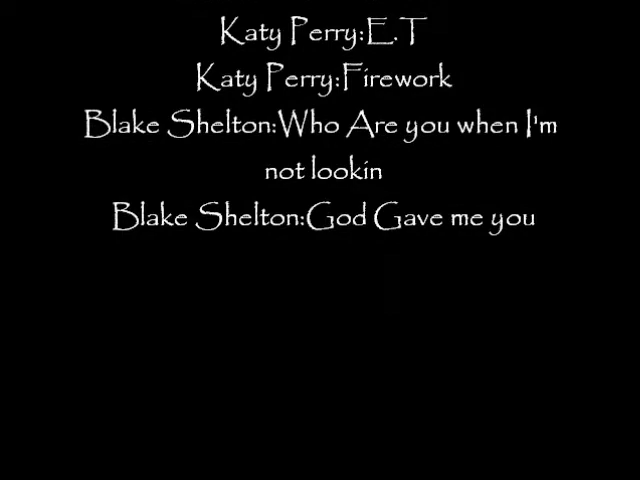 Katy Perry:E.T
Katy Perry:Firework
Blake Shelton:Who Are you when I'm
not lookin
Blake Shelton:God Gave me you